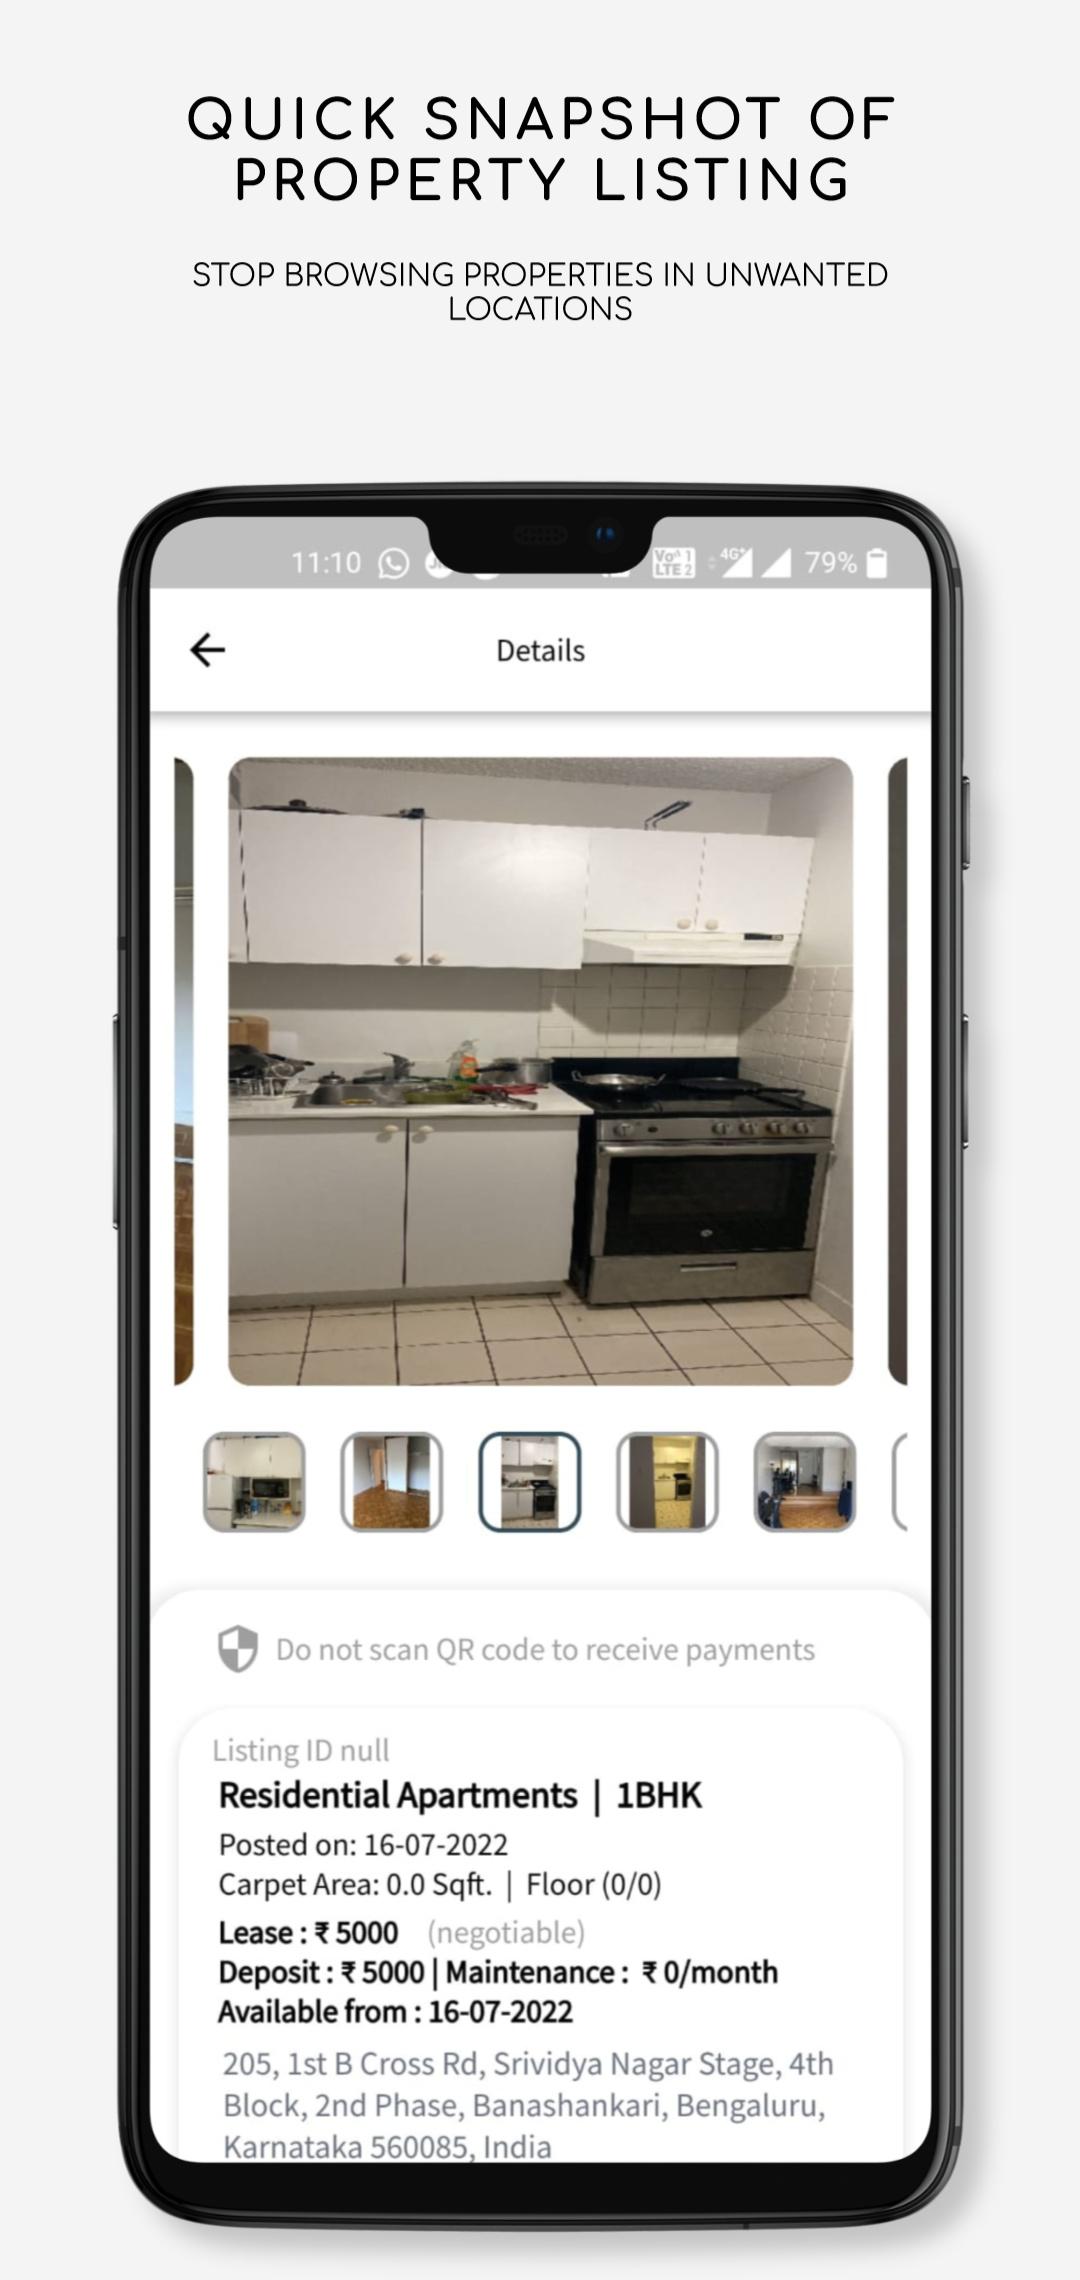 QUICK SNAPSHOT OF
PROPERTY LISTING
STOP BROWSING PROPERTIES IN UNWANTED
LOCATIONS
11:10 4G+ 79%
LTE 2
Details
Do not scan QR code to receive payments
Listing ID null
Residential Apartments | 1BHK
Posted on: 16-07-2022
Carpet Area: 0.0 Sqft. | Floor (0/0)
Lease : ₹ 5000 (negotiable)
Deposit : ₹ 5000 | Maintenance : ₹ 0/month
Available from : 16-07-2022
205, 1st B Cross Rd, Srividya Nagar Stage, 4th
Block, 2nd Phase, Banashankari, Bengaluru,
Karnataka 560085, India